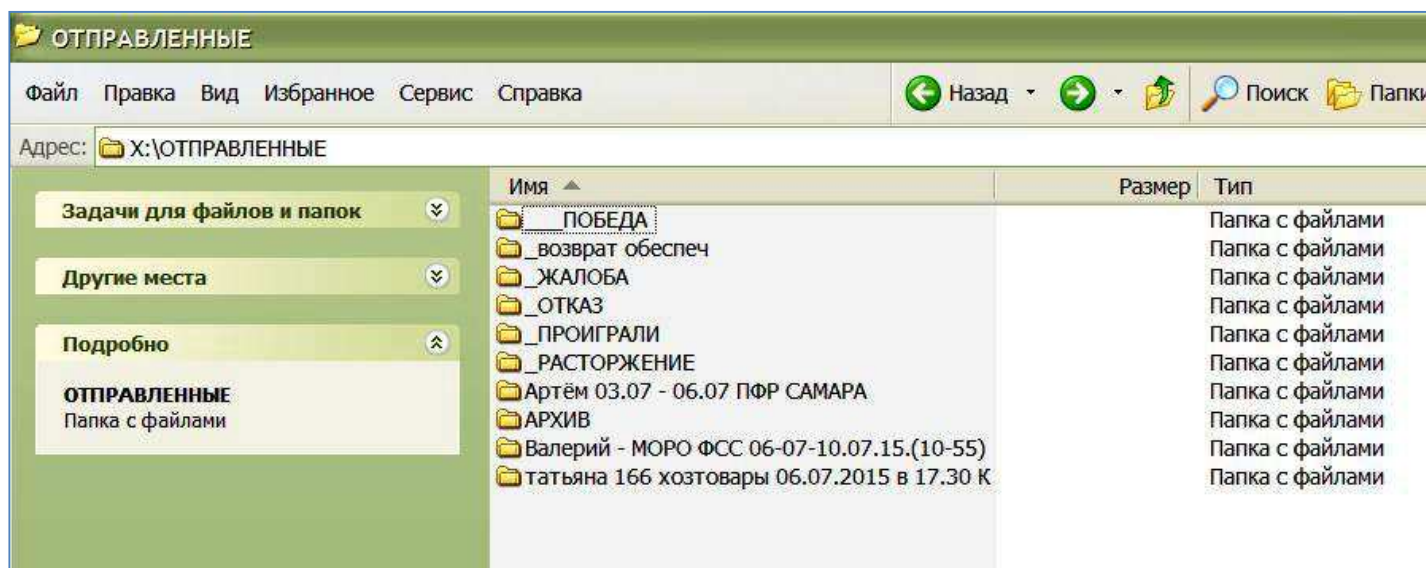 ОТПРАВЛЕННЫЕ
Файл Правка Вид Избранное Сервис Справка Назад Поиск Папки
Адрес: X:\ОТПРАВЛЕННЫЕ
Задачи для файлов и папок
Другие места
Подробно
ОТПРАВЛЕННЫЕ
Папка с файлами
Имя Размер Тип
___ПОБЕДА Папка с файлами
_возврат обеспеч Папка с файлами
_ЖАЛОБА Папка с файлами
_ОТКАЗ Папка с файлами
_ПРОИГРАЛИ Папка с файлами
_РАСТОРЖЕНИЕ Папка с файлами
Артём 03.07 - 06.07 ПФР САМАРА Папка с файлами
АРХИВ Папка с файлами
Валерий - МОРО ФСС 06-07-10.07.15.(10-55) Папка с файлами
татьяна 166 хозтовары 06.07.2015 в 17.30 К Папка с файлами